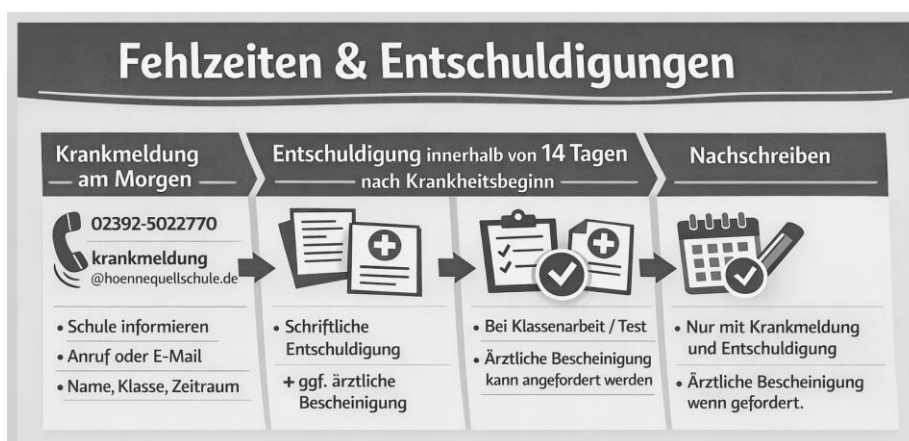 Fehlzeiten & Entschuldigungen
Krankmeldung
am Morgen
02392-5022770
krankmeldung
@hoennequellschule.de
• Schule informieren
• Anruf oder E-Mail
• Name, Klasse, Zeitraum
Entschuldigung innerhalb von 14 Tagen
nach Krankheitsbeginn
• Schriftliche
Entschuldigung
+ ggf. ärztliche
Bescheinigung
• Bei Klassenarbeit / Test
• Ärztliche Bescheinigung
kann angefordert werden
Nachschreiben
• Nur mit Krankmeldung
und Entschuldigung
• Ärztliche Bescheinigung
wenn gefordert.